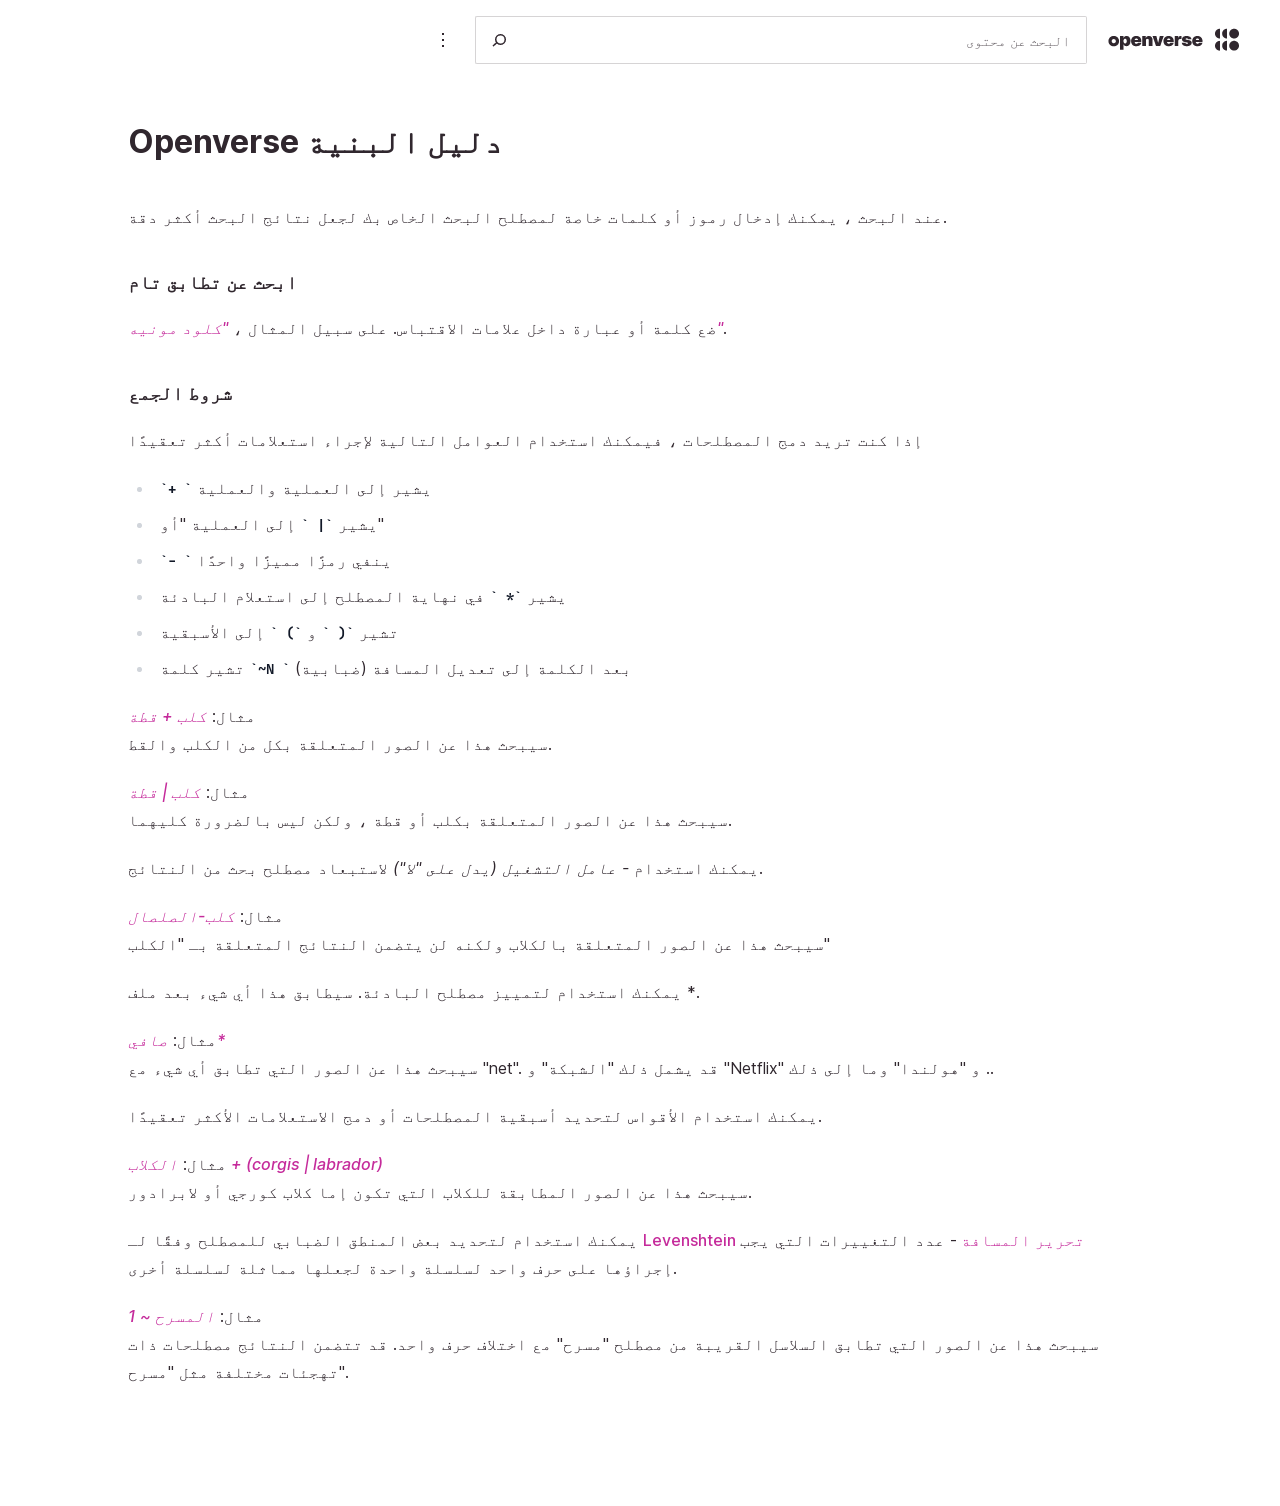 openverse
البحث عن محتوى
دليل البنية Openverse
عند البحث ، يمكنك إدخال رموز أو كلمات خاصة لمصطلح البحث الخاص بك لجعل نتائج البحث أكثر دقة.
ابحث عن تطابق تام
ضع كلمة أو عبارة داخل علامات الاقتباس. على سبيل المثال ، "كلود مونيه".
شروط الجمع
إذا كنت تريد دمج المصطلحات ، فيمكنك استخدام العوامل التالية لإجراء استعلامات أكثر تعقيدًا
`+ ` يشير إلى العملية والعملية
يشير `| ` إلى العملية "أو"
`- ` ينفي رمزًا مميزًا واحدًا
يشير `* ` في نهاية المصطلح إلى استعلام البادئة
تشير `( ` و `) ` إلى الأسبقية
تشير كلمة `~N ` بعد الكلمة إلى تعديل المسافة (ضبابية)
مثال: كلب + قطة
سيبحث هذا عن الصور المتعلقة بكل من الكلب والقط.
مثال: كلب | قطة
سيبحث هذا عن الصور المتعلقة بكلب أو قطة ، ولكن ليس بالضرورة كليهما.
يمكنك استخدام - عامل التشغيل (يدل على "لا") لاستبعاد مصطلح بحث من النتائج.
مثال: كلب-الصلصال
سيبحث هذا عن الصور المتعلقة بالكلاب ولكنه لن يتضمن النتائج المتعلقة بـ "الكلب"
يمكنك استخدام لتمييز مصطلح البادئة. سيطابق هذا أي شيء بعد ملف *.
مثال: صافي*
سيبحث هذا عن الصور التي تطابق أي شيء مع "net". قد يشمل ذلك "الشبكة" و "Netflix" و "هولندا" وما إلى ذلك ..
يمكنك استخدام الأقواس لتحديد أسبقية المصطلحات أو دمج الاستعلامات الأكثر تعقيدًا.
مثال: الكلاب + (corgis | labrador)
سيبحث هذا عن الصور المطابقة للكلاب التي تكون إما كلاب كورجي أو لابرادور.
يمكنك استخدام لتحديد بعض المنطق الضبابي للمصطلح وفقًا لـ Levenshtein تحرير المسافة - عدد التغييرات التي يجب
إجراؤها على حرف واحد لسلسلة واحدة لجعلها مماثلة لسلسلة أخرى.
مثال: المسرح ~ 1
سيبحث هذا عن الصور التي تطابق السلاسل القريبة من مصطلح "مسرح" مع اختلاف حرف واحد. قد تتضمن النتائج مصطلحات ذات
تهجئات مختلفة مثل "مسرح".